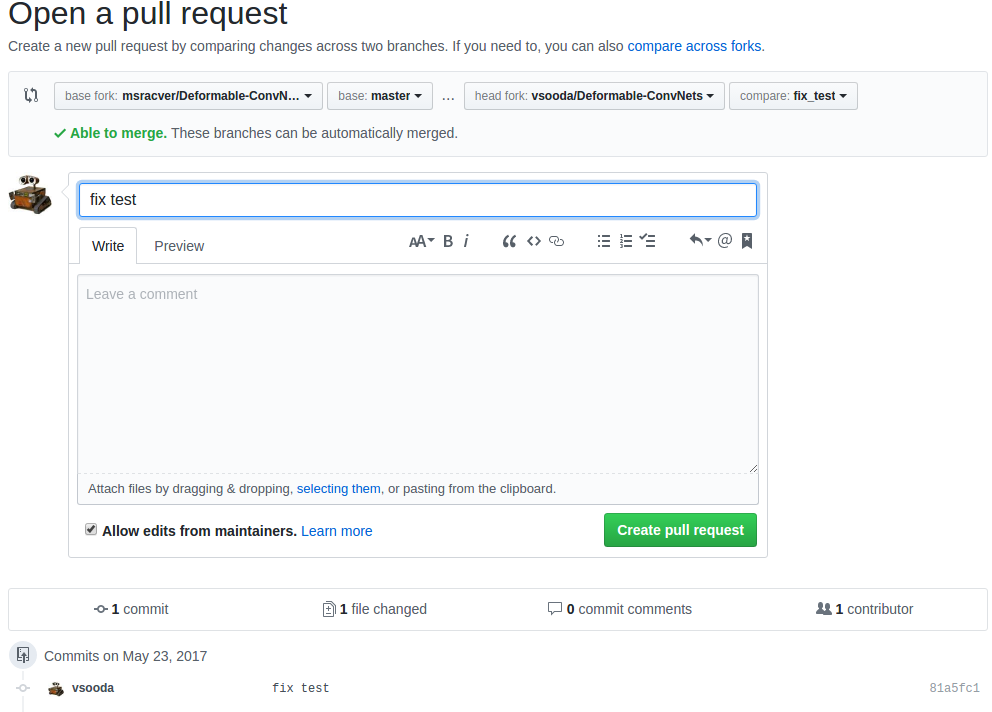 Open a pull request
Create a new pull request by comparing changes across two branches. If you need to, you can also compare across forks.
base fork: msracver/Deformable-ConvN... base: master ... head fork: vsooda/Deformable-ConvNets compare: fix_test
Able to merge. These branches can be automatically merged.
fix test
Write Preview AA B i
Leave a comment
Attach files by dragging & dropping, selecting them, or pasting from the clipboard.
Allow edits from maintainers. Learn more Create pull request
1 commit 1 file changed 0 commit comments 1 contributor
Commits on May 23, 2017
vsooda fix test 81a5fc1